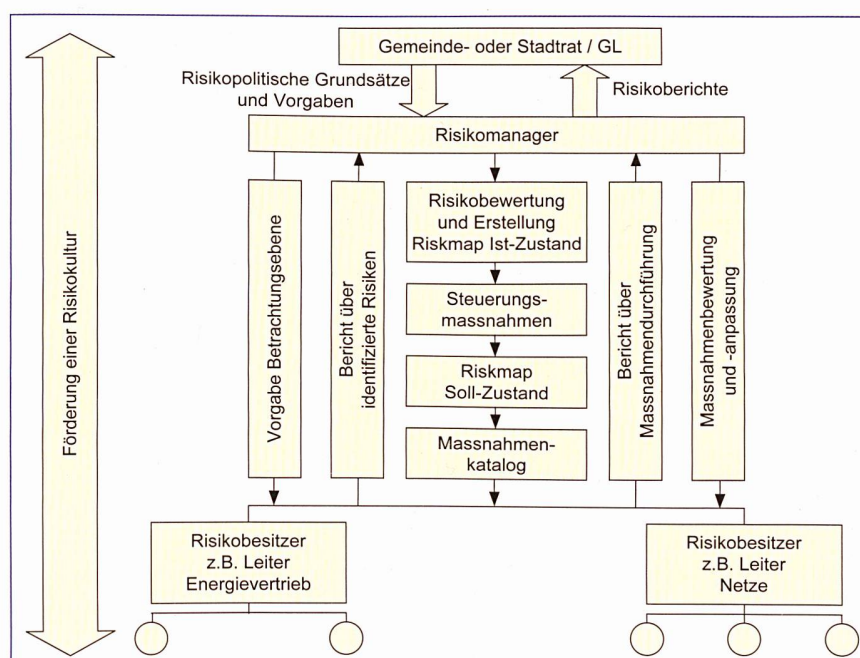 Gemeinde- oder Stadtrat / GL
Risikopolitische Grundsätze
und Vorgaben
Risikoberichte
Risikomanager
Förderung einer Risikokultur
Vorgabe Betrachtungsebene
Bericht über
identifizierte Risiken
Risikobewertung
und Erstellung
Riskmap Ist-Zustand
Steuerungs-
massnahmen
Riskmap
Soll-Zustand
Massnahmen-
katalog
Bericht über
Massnahmendurchführung
Massnahmenbewertung
und -anpassung
Risikobesitzer
z.B. Leiter
Energievertrieb
Risikobesitzer
z.B. Leiter
Netze